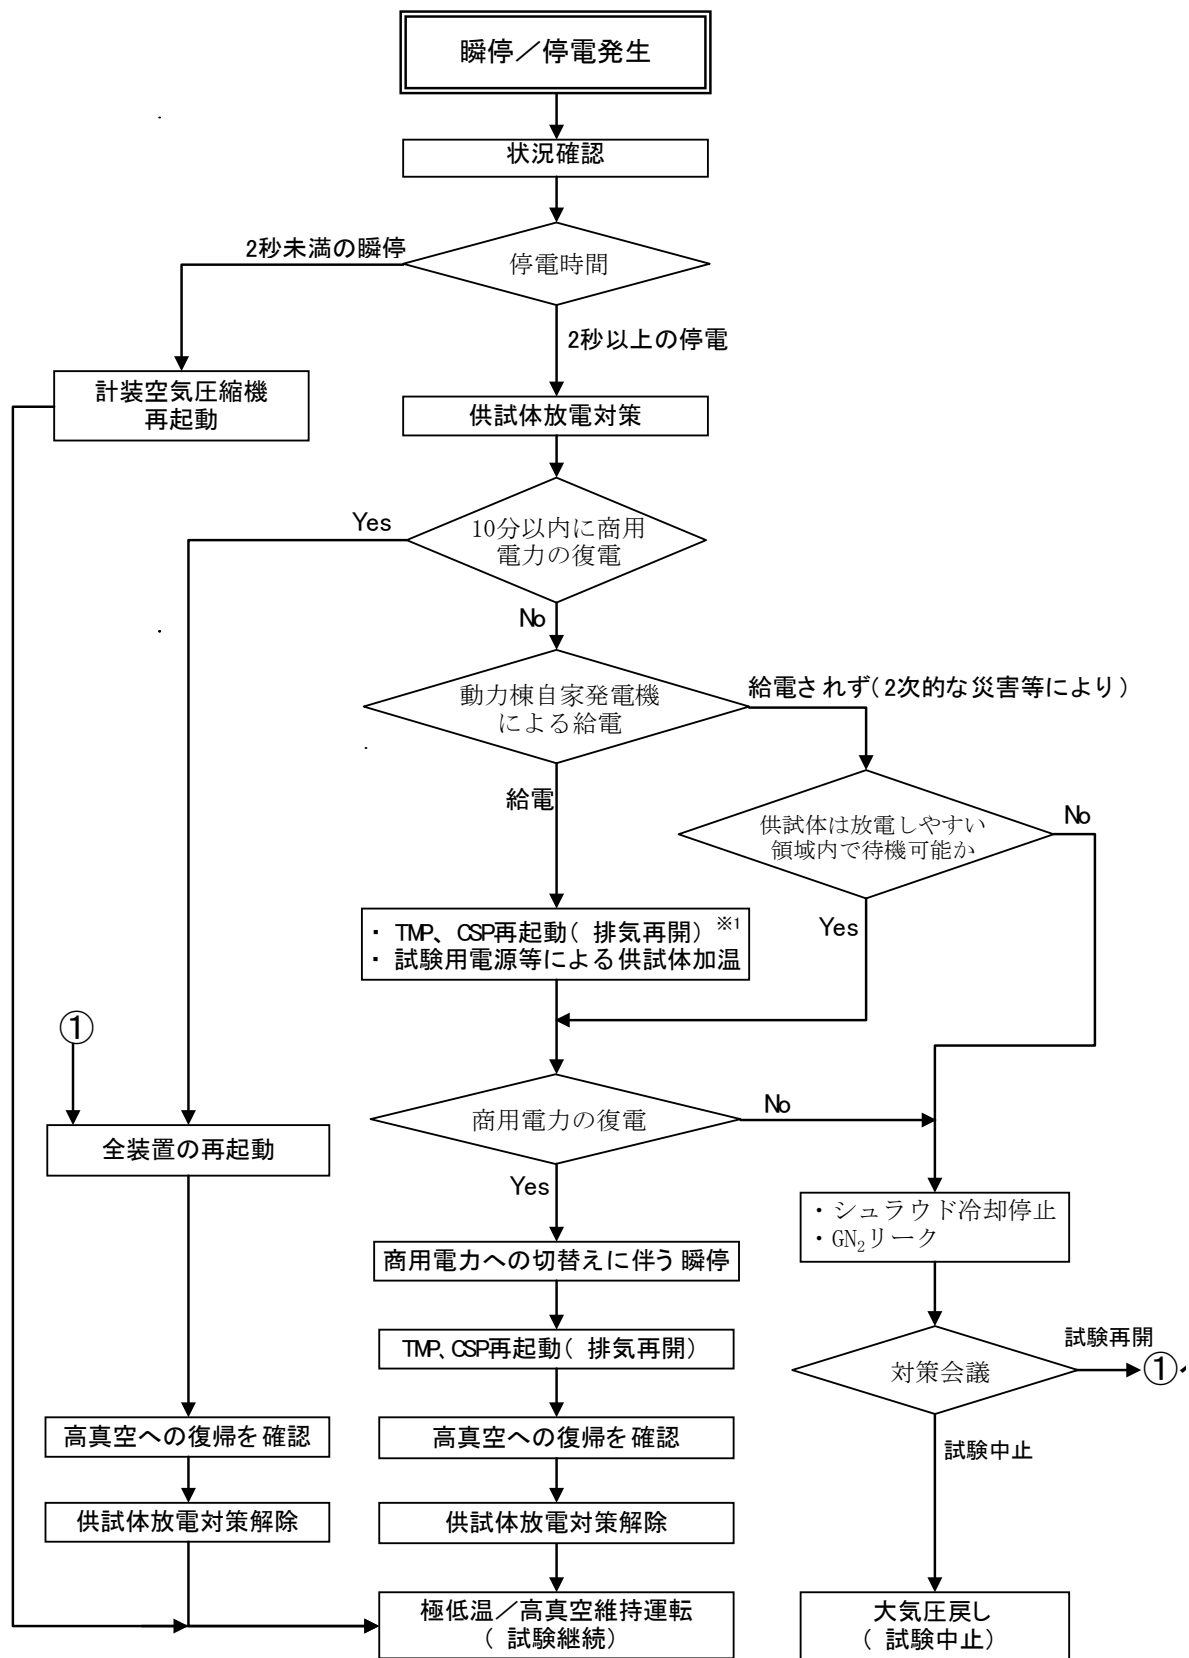 瞬停／停電発生
状況確認
2秒未満の瞬停
停電時間
2秒以上の停電
計装空気圧縮機
再起動
供試体放電対策
Yes
10分以内に商用
電力の復電
No
動力棟自家発電機
による給電
給電されず(2次的な災害等により)
給電
供試体は放電しやすい
領域内で待機可能か
No
Yes
・ TMP、CSP再起動( 排気再開) ※1
・ 試験用電源等による供試体加温
①
商用電力の復電
No
全装置の再起動
Yes
・シュラウド冷却停止
・GN₂リーク
商用電力への切替えに伴う瞬停
TMP、CSP再起動( 排気再開)
対策会議
試験再開
①
高真空への復帰を確認
高真空への復帰を確認
試験中止
供試体放電対策解除
供試体放電対策解除
極低温／高真空維持運転
( 試験継続)
大気圧戻し
( 試験中止)